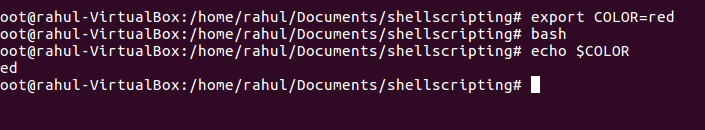 oot@rahul-VirtualBox:/home/rahul/Documents/shellscripting# export COLOR=red
oot@rahul-VirtualBox:/home/rahul/Documents/shellscripting# bash
oot@rahul-VirtualBox:/home/rahul/Documents/shellscripting# echo $COLOR
ed
oot@rahul-VirtualBox:/home/rahul/Documents/shellscripting#